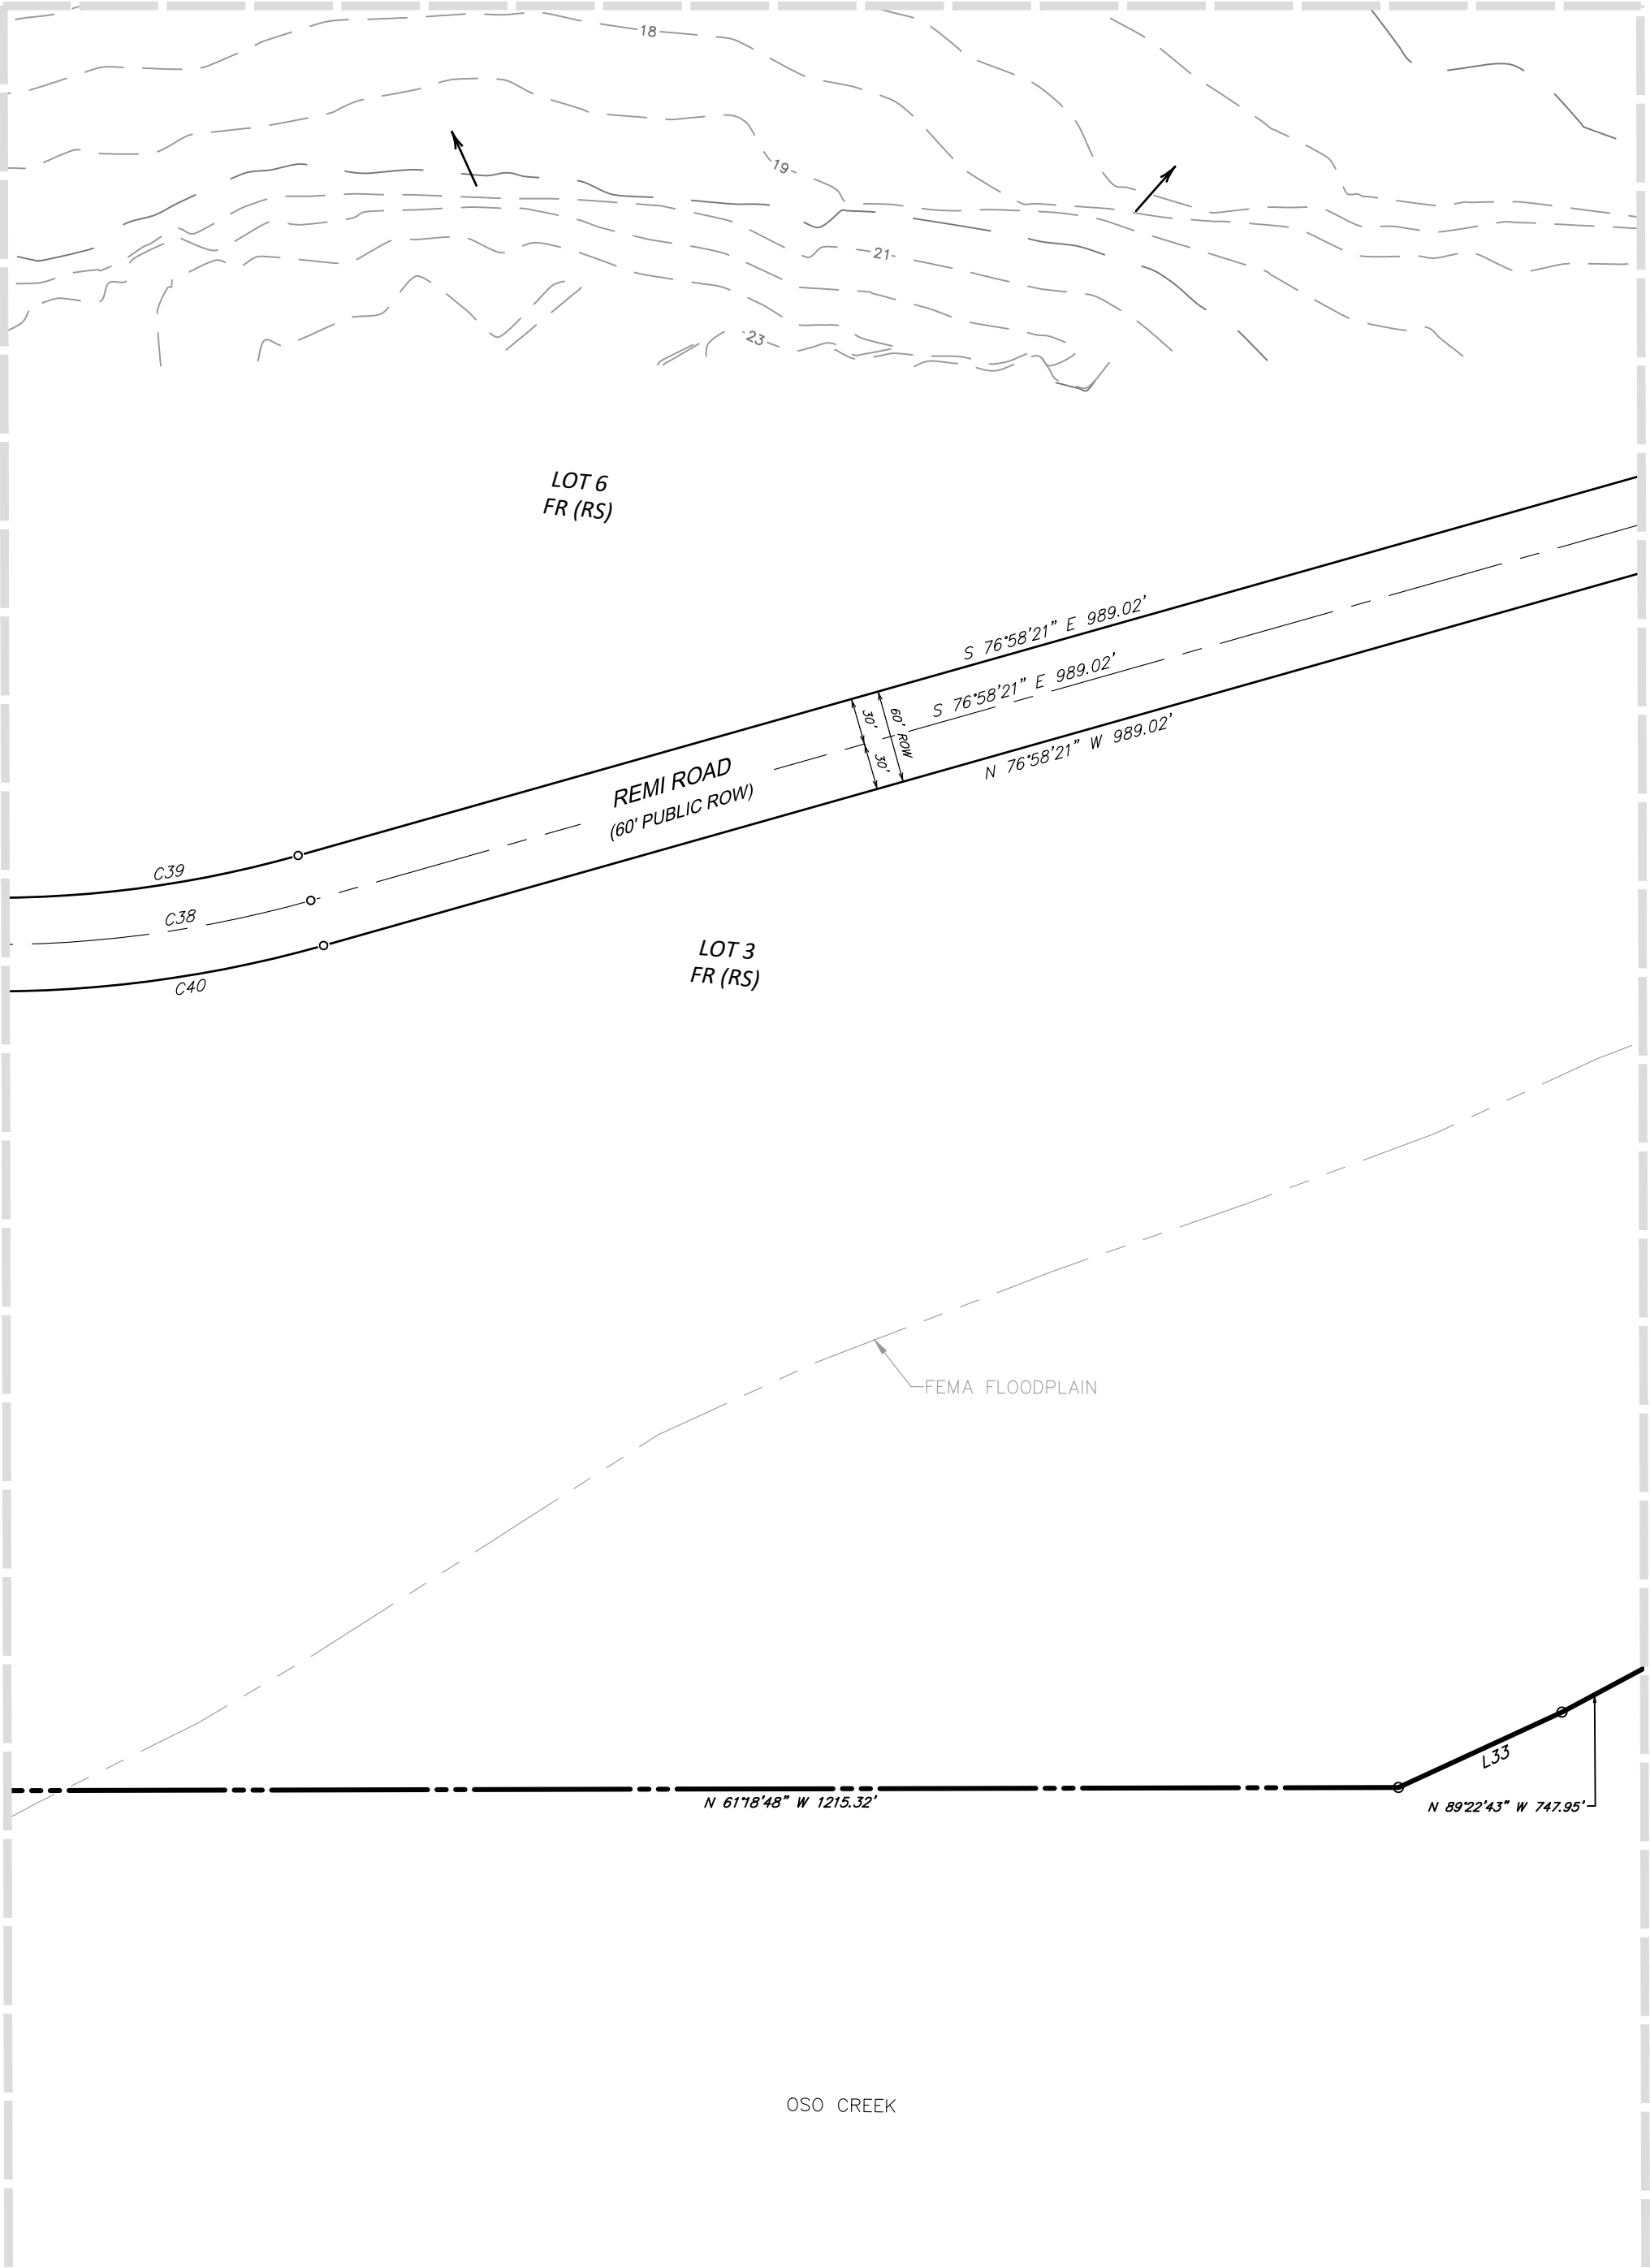 18
19
21
23
LOT 6
FR (RS)
S 76°58'21" E 989.02'
S 76°58'21" E 989.02'
N 76°58'21" W 989.02'
30'
60' ROW
30'
REMI ROAD
(60' PUBLIC ROW)
C39
C38
C40
LOT 3
FR (RS)
FEMA FLOODPLAIN
L33
N 61°18'48" W 1215.32'
N 89°22'43" W 747.95'
OSO CREEK